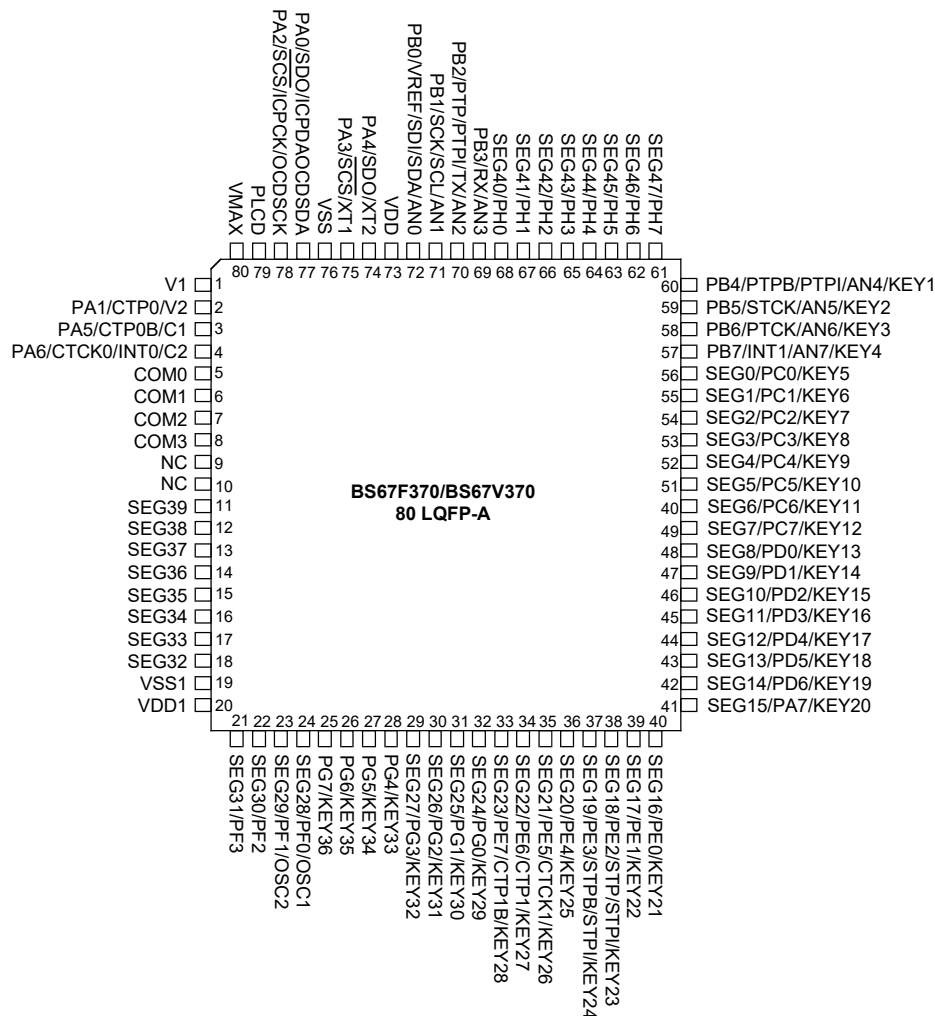 VMAX
PLCD
PA2/SCS/ICPCK/OCDSCK
PA0/SDO/ICPDAOCDSDA
VSS
PA3/SCS/XT1
PA4/SDO/XT2
VDD
PB0/VREF/SDI/SDA/AN0
PB1/SCK/SCL/AN1
PB2/PTP/PTPI/TX/AN2
PB3/RX/AN3
SEG40/PH0
SEG41/PH1
SEG42/PH2
SEG43/PH3
SEG44/PH4
SEG45/PH5
SEG46/PH6
SEG47/PH7
80 79 78 77 76 75 74 73 72 71 70 69 68 67 66 65 64 63 62 61
V1 1
PA1/CTP0/V2 2
PA5/CTP0B/C1 3
PA6/CTCK0/INT0/C2 4
COM0 5
COM1 6
COM2 7
COM3 8
NC 9
NC 10
SEG39 11
SEG38 12
SEG37 13
SEG36 14
SEG35 15
SEG34 16
SEG33 17
SEG32 18
VSS1 19
VDD1 20
BS67F370/BS67V370
80 LQFP-A
60 PB4/PTPB/PTPI/AN4/KEY1
59 PB5/STCK/AN5/KEY2
58 PB6/PTCK/AN6/KEY3
57 PB7/INT1/AN7/KEY4
56 SEG0/PC0/KEY5
55 SEG1/PC1/KEY6
54 SEG2/PC2/KEY7
53 SEG3/PC3/KEY8
52 SEG4/PC4/KEY9
51 SEG5/PC5/KEY10
40 SEG6/PC6/KEY11
49 SEG7/PC7/KEY12
48 SEG8/PD0/KEY13
47 SEG9/PD1/KEY14
46 SEG10/PD2/KEY15
45 SEG11/PD3/KEY16
44 SEG12/PD4/KEY17
43 SEG13/PD5/KEY18
42 SEG14/PD6/KEY19
41 SEG15/PA7/KEY20
21 22 23 24 25 26 27 28 29 30 31 32 33 34 35 36 37 38 39 40
SEG31/PF3
SEG30/PF2
SEG29/PF1/OSC2
SEG28/PF0/OSC1
PG7/KEY36
PG6/KEY35
PG5/KEY34
PG4/KEY33
SEG27/PG3/KEY32
SEG26/PG2/KEY31
SEG25/PG1/KEY30
SEG24/PG0/KEY29
SEG23/PE7/CTP1B/KEY28
SEG22/PE6/CTP1/KEY27
SEG21/PE5/CTCK1/KEY26
SEG20/PE4/KEY25
SEG19/PE3/STPB/STPI/KEY24
SEG18/PE2/STP/STPI/KEY23
SEG17/PE1/KEY22
SEG16/PE0/KEY21